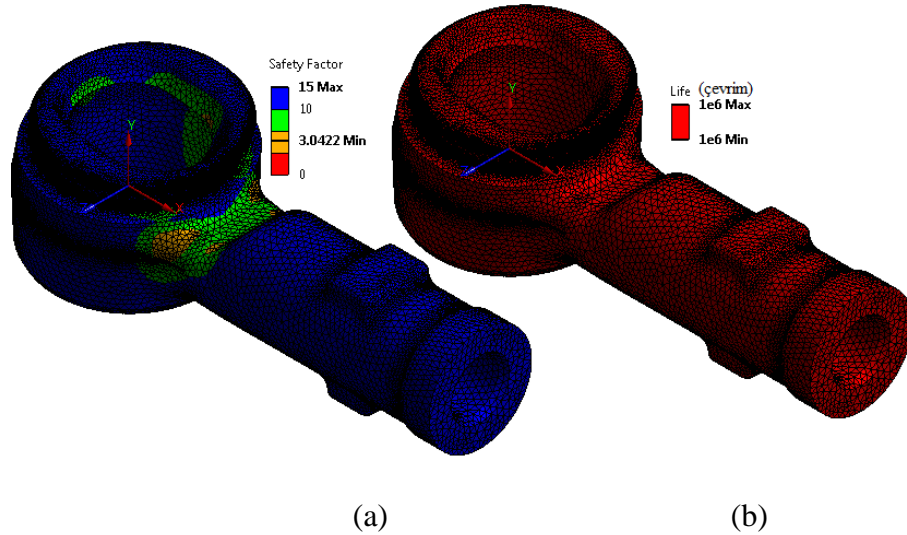 Safety Factor
15 Max
10
3.0422 Min
0
Y
X
Life (çevrim)
1e6 Max
1e6 Min
Y
(a)
(b)